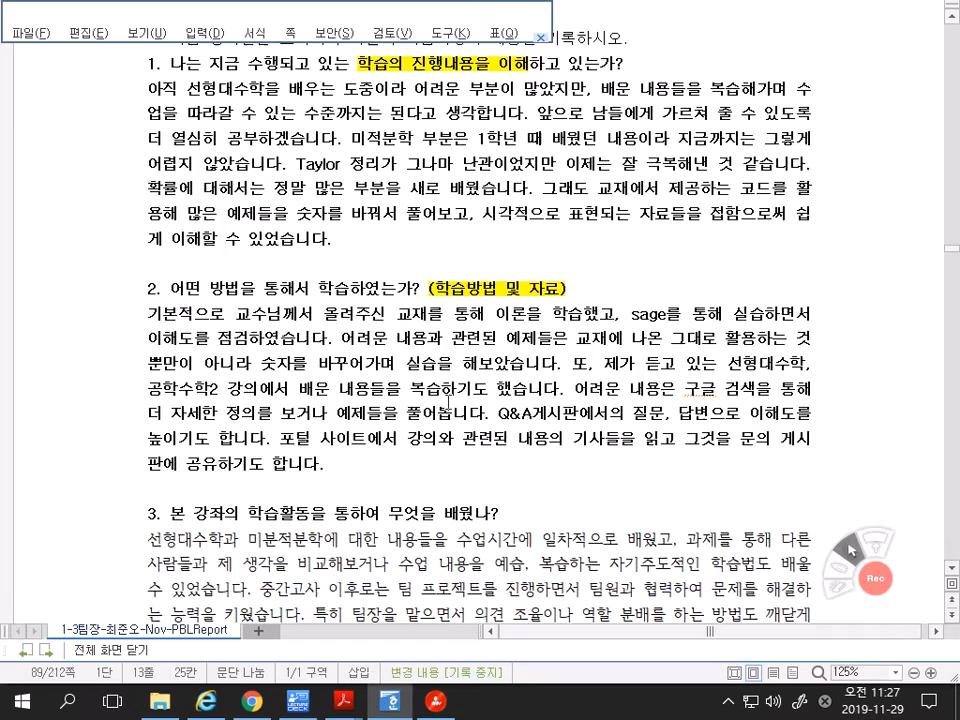 파일(F) 편집(E) 보기(U) 입력(D) 서식 쪽 보안(S) 검토(V) 도구(K) 표(Q)
기록하시오.
1. 나는 지금 수행되고 있는 학습의 진행내용을 이해하고 있는가?
아직 선형대수학을 배우는 도중이라 어려운 부분이 많았지만, 배운 내용들을 복습해가며 수
업을 따라갈 수 있는 수준까지는 된다고 생각합니다. 앞으로 남들에게 가르쳐 줄 수 있도록
더 열심히 공부하겠습니다. 미적분학 부분은 1학년 때 배웠던 내용이라 지금까지는 그렇게
어렵지 않았습니다. Taylor 정리가 그나마 난관이었지만 이제는 잘 극복해낸 것 같습니다.
확률에 대해서는 정말 많은 부분을 새로 배웠습니다. 그래도 교재에서 제공하는 코드를 활
용해 많은 예제들을 숫자를 바꿔서 풀어보고, 시각적으로 표현되는 자료들을 접함으로써 쉽
게 이해할 수 있었습니다.
2. 어떤 방법을 통해서 학습하였는가? (학습방법 및 자료)
기본적으로 교수님께서 올려주신 교재를 통해 이론을 학습했고, sage를 통해 실습하면서
이해도를 점검하였습니다. 어려운 내용과 관련된 예제들은 교재에 나온 그대로 활용하는 것
뿐만이 아니라 숫자를 바꾸어가며 실습을 해보았습니다. 또, 제가 듣고 있는 선형대수학,
공학수학2 강의에서 배운 내용들을 복습하기도 했습니다. 어려운 내용은 구글 검색을 통해
더 자세한 정의를 보거나 예제들을 풀어봅니다. Q&A게시판에서의 질문, 답변으로 이해도를
높이기도 합니다. 포털 사이트에서 강의와 관련된 내용의 기사들을 읽고 그것을 문의 게시
판에 공유하기도 합니다.
3. 본 강좌의 학습활동을 통하여 무엇을 배웠나?
선형대수학과 미분적분학에 대한 내용들을 수업시간에 일차적으로 배웠고, 과제를 통해 다른
사람들과 제 생각을 비교해보거나 수업 내용을 예습, 복습하는 자기주도적인 학습법도 배울
수 있었습니다. 중간고사 이후로는 팀 프로젝트를 진행하면서 팀원과 협력하여 문제를 해결하
는 능력을 키웠습니다. 특히 팀장을 맡으면서 의견 조율이나 역할 분배를 하는 방법도 깨닫게
Rec
1-3팀장-최준오-Nov-PBLReport
전체 화면 닫기
89/212쪽 1단 13줄 25칸 문단 나눔 1/1 구역 삽입 변경 내용 [기록 중지] 125%
LECTURE DECK
오전 11:27
2019-11-29